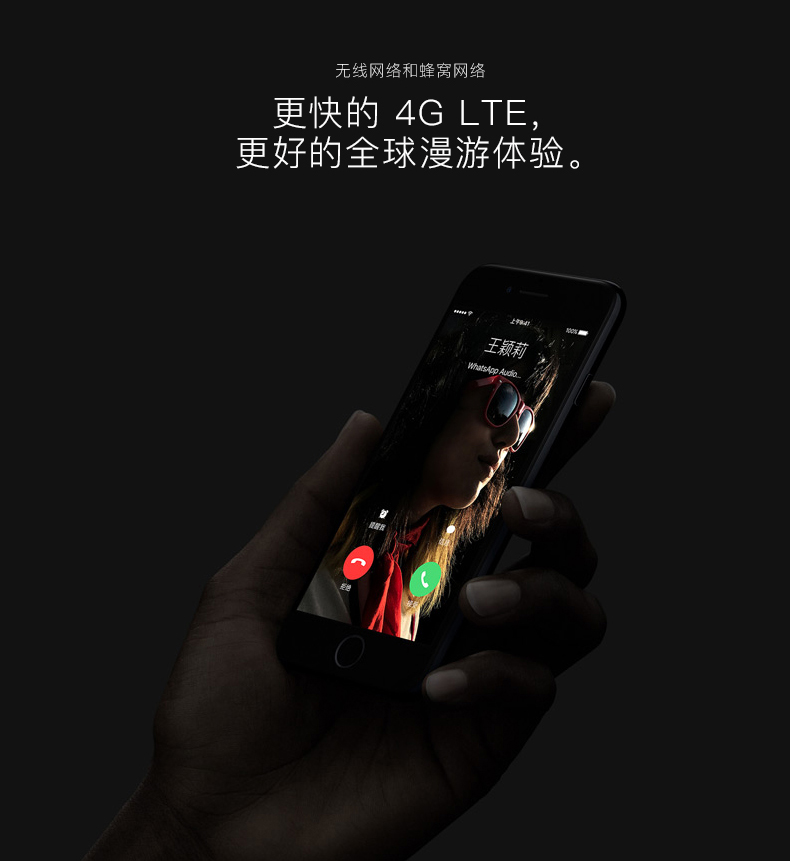 无线网络和蜂窝网络
更快的 4G LTE,
更好的全球漫游体验。
上午9:41
100%
王颖莉
WhatsApp Audio...
提醒我
拒绝